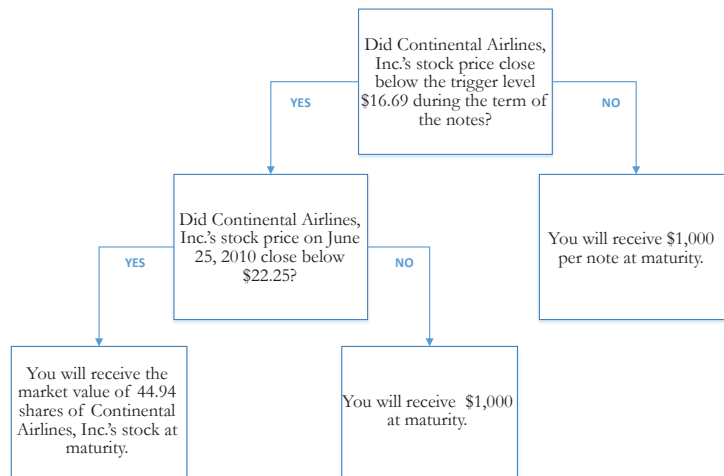 Did Continental Airlines,
Inc.'s stock price close
below the trigger level
$16.69 during the term of
the notes?
YES
NO
Did Continental Airlines,
Inc.'s stock price on June
25, 2010 close below
$22.25?
You will receive $1,000
per note at maturity.
YES
NO
You will receive the
market value of 44.94
shares of Continental
Airlines, Inc.'s stock at
maturity.
You will receive $1,000
at maturity.